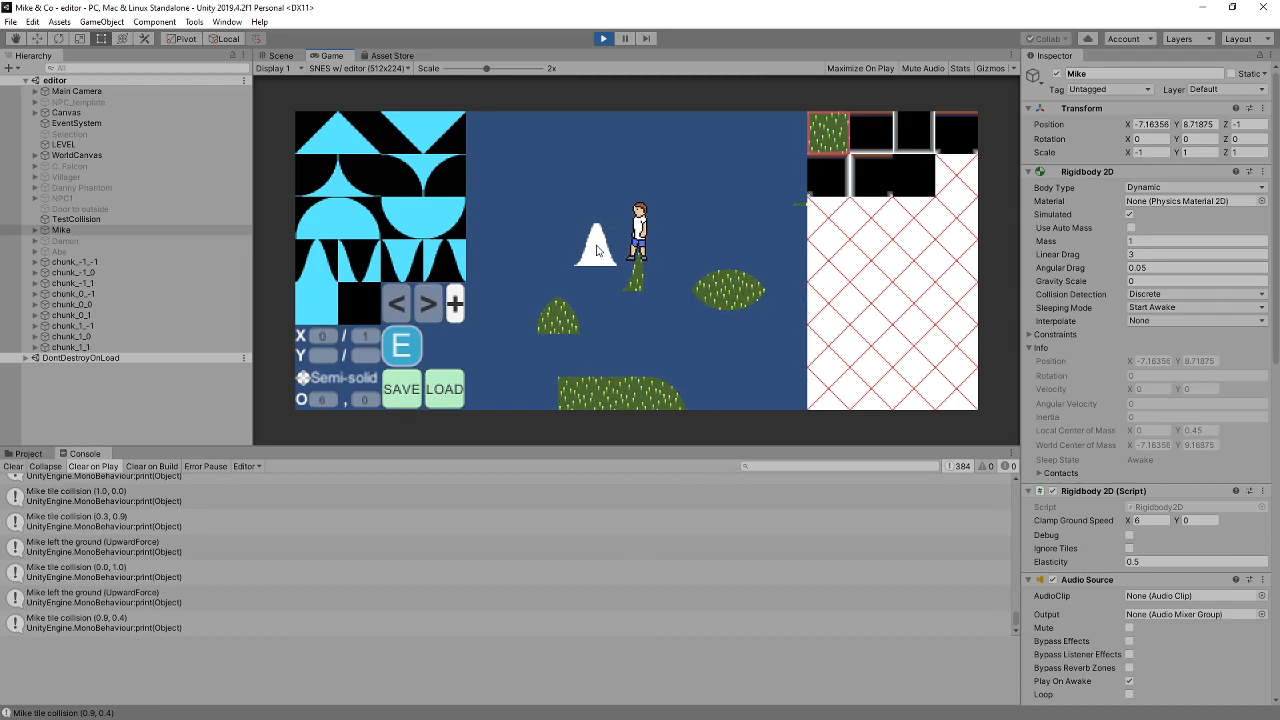 Mike & Co - editor - PC, Mac & Linux Standalone - Unity 2019.4.2f1 Personal <DX11>
File Edit Assets GameObject Component Tools Window Help
Pivot Local Collab Account Layers Layout
Hierarchy Scene Game Asset Store Inspector
All
Display 1 SNES w/ editor (512x224) Scale 2x Maximize On Play Mute Audio Stats Gizmos
editor
Main Camera
NPC_template
Canvas
EventSystem
Selection
LEVEL
WorldCanvas
C. Falcon
Villager
Danny Phantom
NPC1
Door to outside
TestCollision
Mike
Damon
Abe
chunk_-1_-1
chunk_-1_0
chunk_-1_1
chunk_0_-1
chunk_0_0
chunk_0_1
chunk_1_-1
chunk_1_0
chunk_1_1
DontDestroyOnLoad
< > +
X 0 / 1
Y /
E
Semi-solid
SAVE LOAD
O 6 , 0
Mike Static
Tag Untagged Layer Default
Transform
Position X -7.16356 Y 8.71875 Z -1
Rotation X 0 Y 0 Z 0
Scale X -1 Y 1 Z 1
Rigidbody 2D
Body Type Dynamic
Material None (Physics Material 2D)
Simulated
Use Auto Mass
Mass 1
Linear Drag 3
Angular Drag 0.05
Gravity Scale 0
Collision Detection Discrete
Sleeping Mode Start Awake
Interpolate None
Constraints
Info
Position X -7.16356 Y 8.71875
Rotation 0
Velocity X 0 Y 0
Angular Velocity 0
Inertia 0
Local Center of Mass X 0 Y 0.45
World Center of Mass X -7.16356 Y 9.16875
Sleep State Awake
Contacts
Rigidbody 2D (Script)
Script Rigidbody2D
Clamp Ground Speed X 6 Y 0
Debug
Ignore Tiles
Elasticity 0.5
Audio Source
AudioClip None (Audio Clip)
Output None (Audio Mixer Group)
Mute
Bypass Effects
Bypass Listener Effects
Bypass Reverb Zones
Play On Awake
Loop
Project Console
Clear Collapse Clear on Play Clear on Build Error Pause Editor 384 0 0
UnityEngine.MonoBehaviour:print(Object)
Mike tile collision (1.0, 0.0)
UnityEngine.MonoBehaviour:print(Object)
Mike tile collision (0.3, 0.9)
UnityEngine.MonoBehaviour:print(Object)
Mike left the ground (UpwardForce)
UnityEngine.MonoBehaviour:print(Object)
Mike tile collision (0.0, 1.0)
UnityEngine.MonoBehaviour:print(Object)
Mike left the ground (UpwardForce)
UnityEngine.MonoBehaviour:print(Object)
Mike tile collision (0.9, 0.4)
UnityEngine.MonoBehaviour:print(Object)
Mike tile collision (0.9, 0.4)